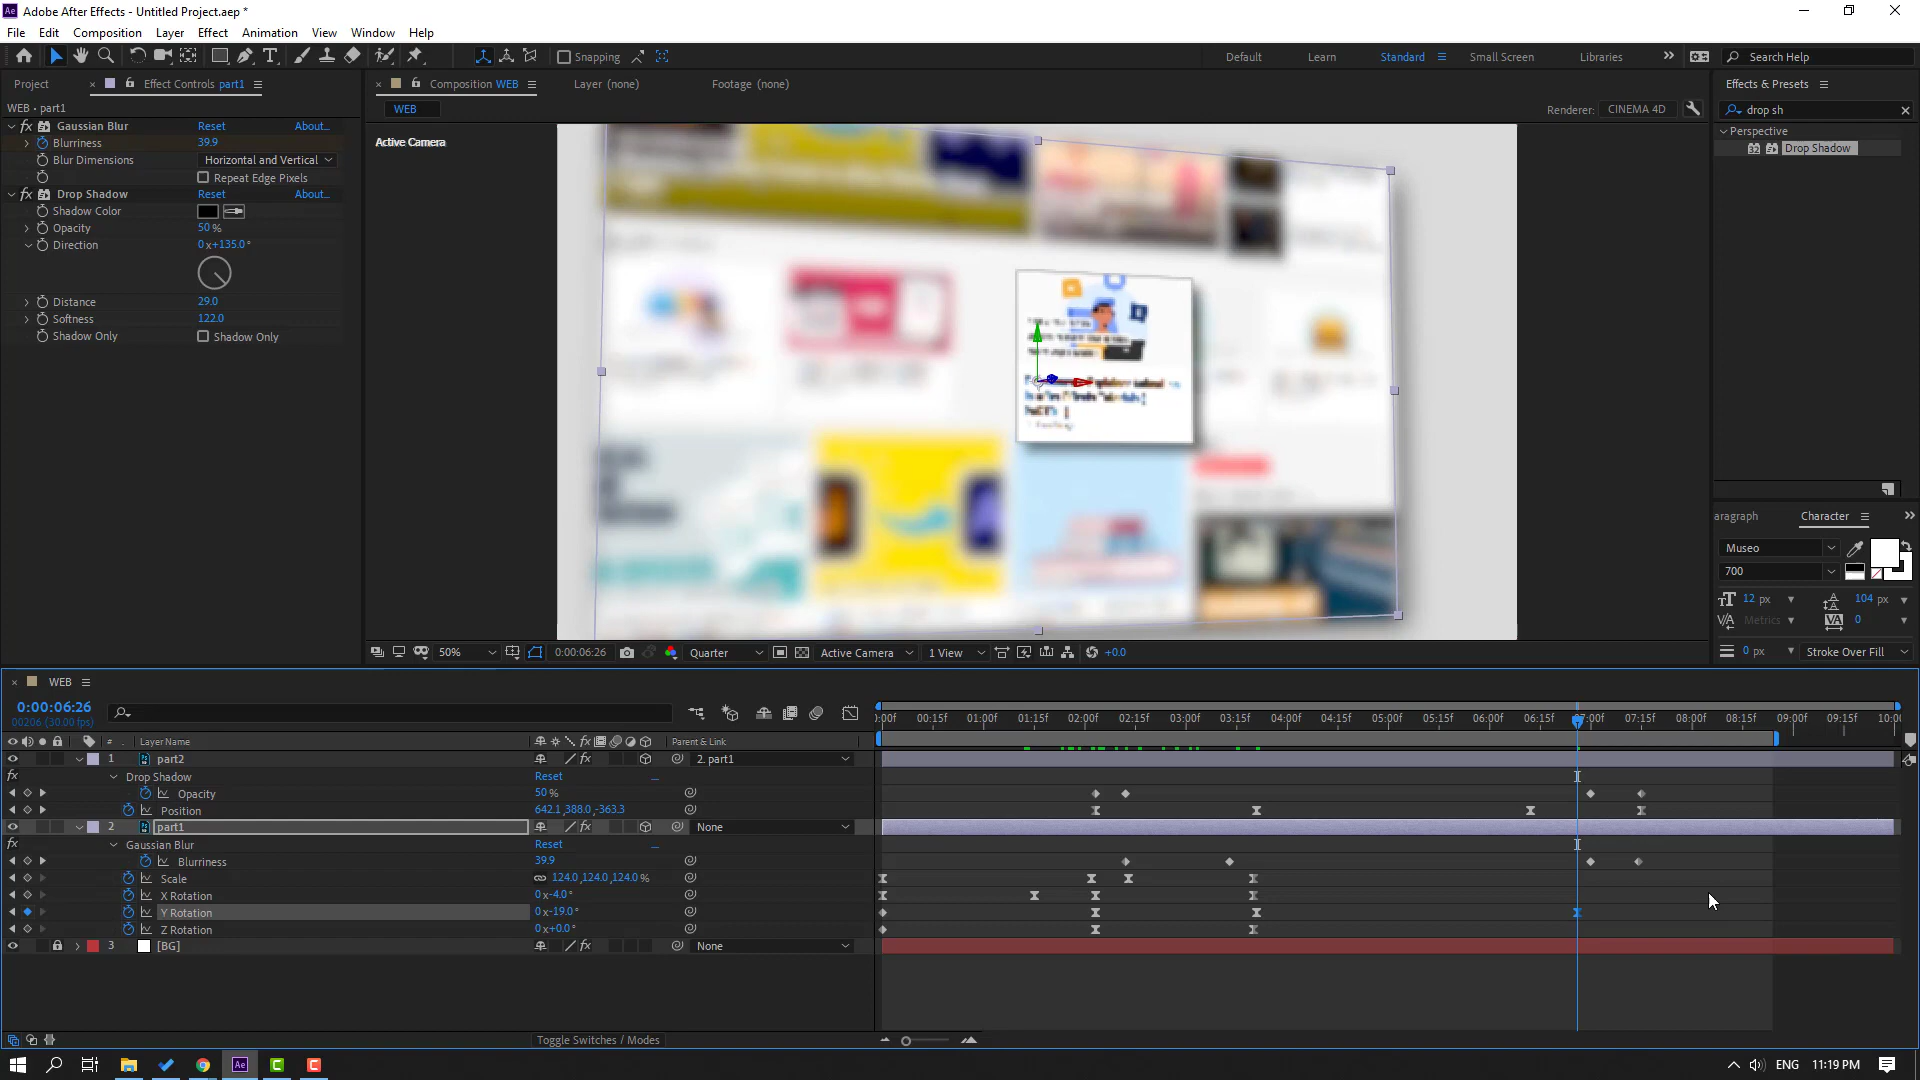 Adobe After Effects - Untitled Project.aep *
File Edit Composition Layer Effect Animation View Window Help
Snapping
Default Learn Standard Small Screen Libraries
Search Help
Project
Effect Controls part1
Composition WEB
Layer (none)
Footage (none)
Effects & Presets
WEB • part1
WEB
Renderer: CINEMA 4D
drop sh
Gaussian Blur Reset About...
Blurriness 39.9
Blur Dimensions Horizontal and Vertical
Repeat Edge Pixels
Drop Shadow Reset About...
Shadow Color
Opacity 50 %
Direction 0 x+135.0 °
Distance 29.0
Softness 122.0
Shadow Only Shadow Only
Active Camera
Perspective
32 Drop Shadow
aragraph Character
Museo
700
12 px 104 px
Metrics 0
0 px Stroke Over Fill
50% 0:00:06:26 Quarter Active Camera 1 View +0.0
WEB
0:00:06:26
00206 (30.00 fps)
:00f 00:15f 01:00f 01:15f 02:00f 02:15f 03:00f 03:15f 04:00f 04:15f 05:00f 05:15f 06:00f 06:15f 7:00f 07:15f 08:00f 08:15f 09:00f 09:15f 10:0
# Layer Name Parent & Link
1 part2 2. part1
Drop Shadow Reset
Opacity 50 %
Position 642.1,388.0,-363.3
2 part1 None
Gaussian Blur Reset
Blurriness 39.9
Scale 124.0,124.0,124.0 %
X Rotation 0 x-4.0 °
Y Rotation 0 x-19.0 °
Z Rotation 0 x+0.0 °
3 [BG] None
Toggle Switches / Modes
Ae
C
C
ENG 11:19 PM